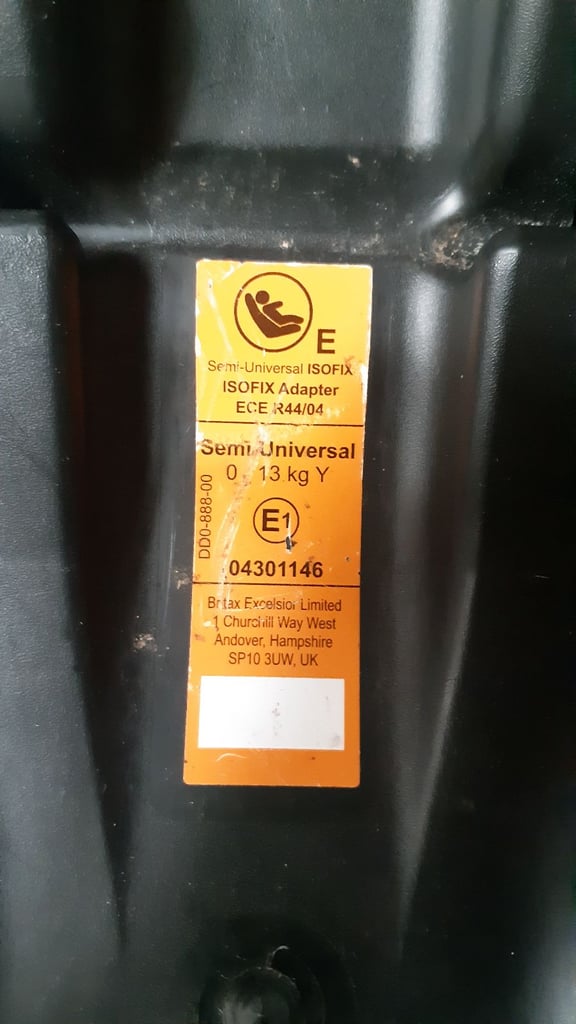 E
Semi-Universal ISOFIX
ISOFIX Adapter
ECE R44/04
Semi-Universal
0 - 13 kg Y
DD0-888-00
E1
04301146
Britax Excelsior Limited
1 Churchill Way West
Andover, Hampshire
SP10 3UW, UK